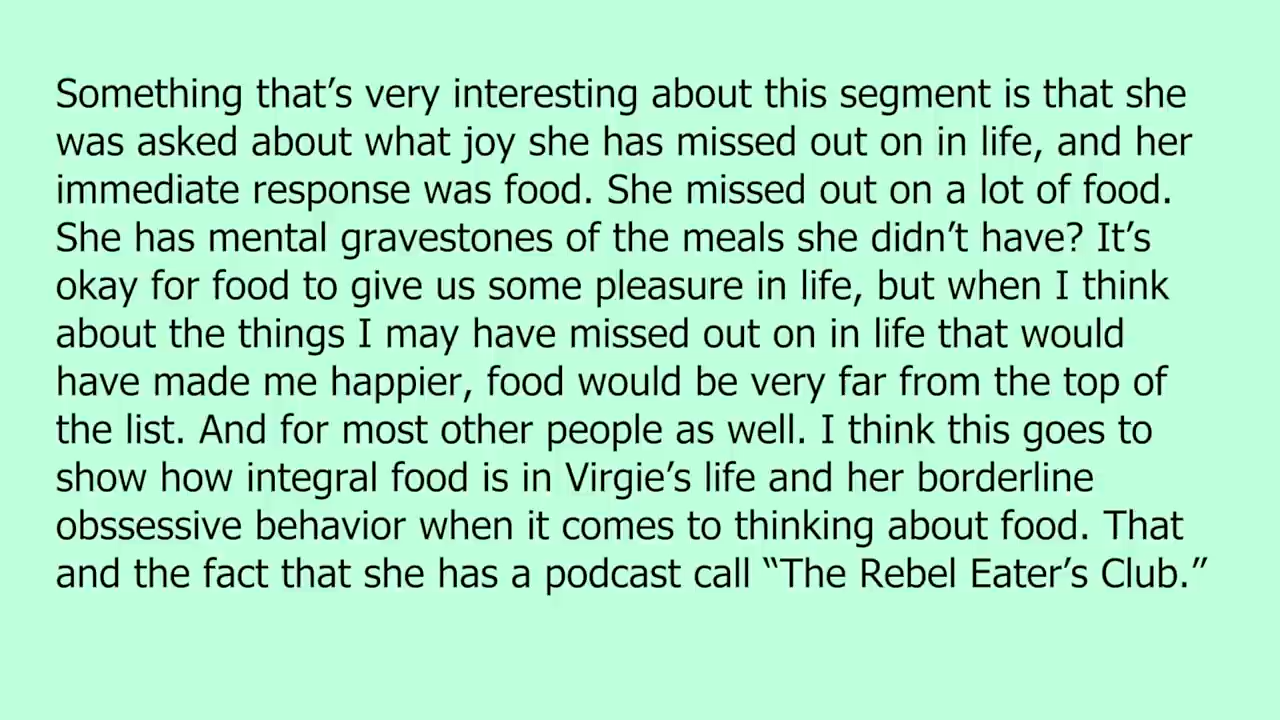 Something that’s very interesting about this segment is that she
was asked about what joy she has missed out on in life, and her
immediate response was food. She missed out on a lot of food.
She has mental gravestones of the meals she didn’t have? It’s
okay for food to give us some pleasure in life, but when I think
about the things I may have missed out on in life that would
have made me happier, food would be very far from the top of
the list. And for most other people as well. I think this goes to
show how integral food is in Virgie’s life and her borderline
obssessive behavior when it comes to thinking about food. That
and the fact that she has a podcast call “The Rebel Eater’s Club.”